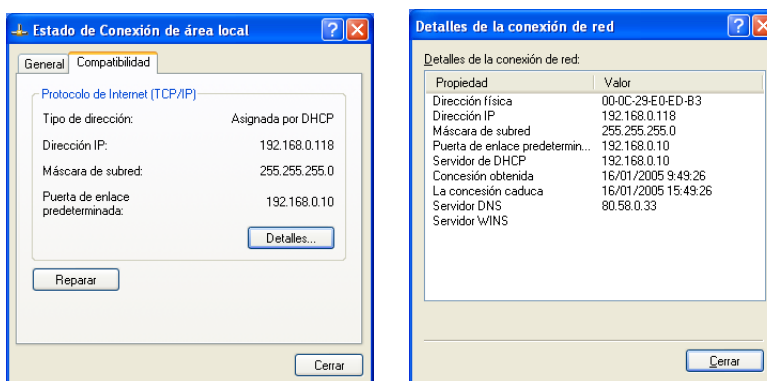 Estado de Conexión de área local
General Compatibilidad
Protocolo de Internet (TCP/IP)
Tipo de dirección: Asignada por DHCP
Dirección IP: 192.168.0.118
Máscara de subred: 255.255.255.0
Puerta de enlace
predeterminada: 192.168.0.10
Detalles...
Reparar
Cerrar
Detalles de la conexión de red
Detalles de la conexión de red:
Propiedad Valor
Dirección física 00-0C-29-E0-ED-B3
Dirección IP 192.168.0.118
Máscara de subred 255.255.255.0
Puerta de enlace predetermin... 192.168.0.10
Servidor de DHCP 192.168.0.10
Concesión obtenida 16/01/2005 9:49:26
La concesión caduca 16/01/2005 15:49:26
Servidor DNS 80.58.0.33
Servidor WINS
Cerrar